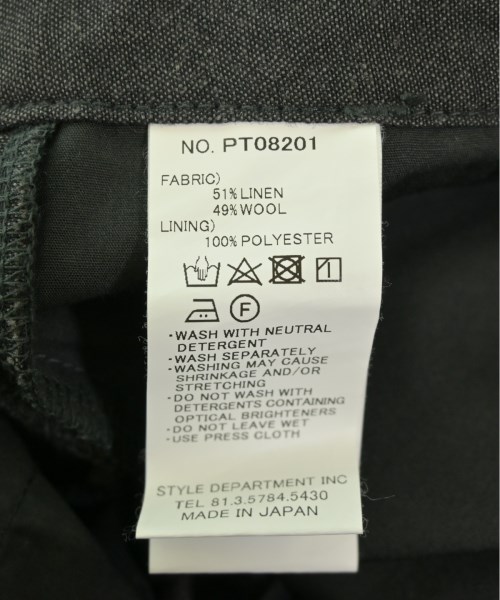 NO. PT08201
FABRIC)
51% LINEN
49% WOOL
LINING)
100% POLYESTER
F
-WASH WITH NEUTRAL
DETERGENT
-WASH SEPARATELY
-WASHING MAY CAUSE
SHRINKAGE AND/OR
STRETCHING
-DO NOT WASH WITH
DETERGENTS CONTAINING
OPTICAL BRIGHTENERS
-DO NOT LEAVE WET
-USE PRESS CLOTH
STYLE DEPARTMENT INC
TEL 81.3.5784.5430
MADE IN JAPAN